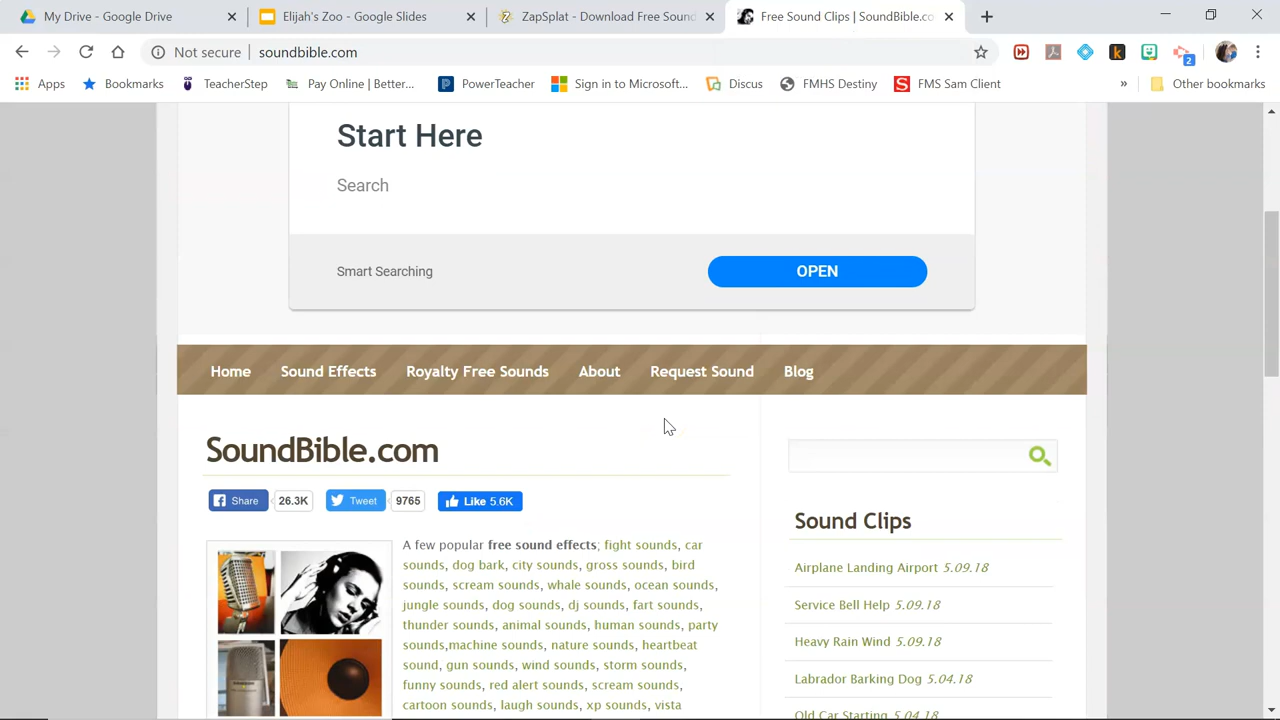 My Drive - Google Drive
Elijah's Zoo - Google Slides
ZapSplat - Download Free Sound
Free Sound Clips | SoundBible.co
Not secure
soundbible.com
2
Apps
Bookmarks
TeacherStep
Pay Online | Better...
PowerTeacher
Sign in to Microsoft...
Discus
FMHS Destiny
FMS Sam Client
»
Other bookmarks
Start Here
Search
Smart Searching
OPEN
Home
Sound Effects
Royalty Free Sounds
About
Request Sound
Blog
SoundBible.com
Share
26.3K
Tweet
9765
Like 5.6K
A few popular free sound effects; fight sounds, car
sounds, dog bark, city sounds, gross sounds, bird
sounds, scream sounds, whale sounds, ocean sounds,
jungle sounds, dog sounds, dj sounds, fart sounds,
thunder sounds, animal sounds, human sounds, party
sounds,machine sounds, nature sounds, heartbeat
sound, gun sounds, wind sounds, storm sounds,
funny sounds, red alert sounds, scream sounds,
cartoon sounds, laugh sounds, xp sounds, vista
Sound Clips
Airplane Landing Airport 5.09.18
Service Bell Help 5.09.18
Heavy Rain Wind 5.09.18
Labrador Barking Dog 5.04.18
Old Car Starting 5.04.18